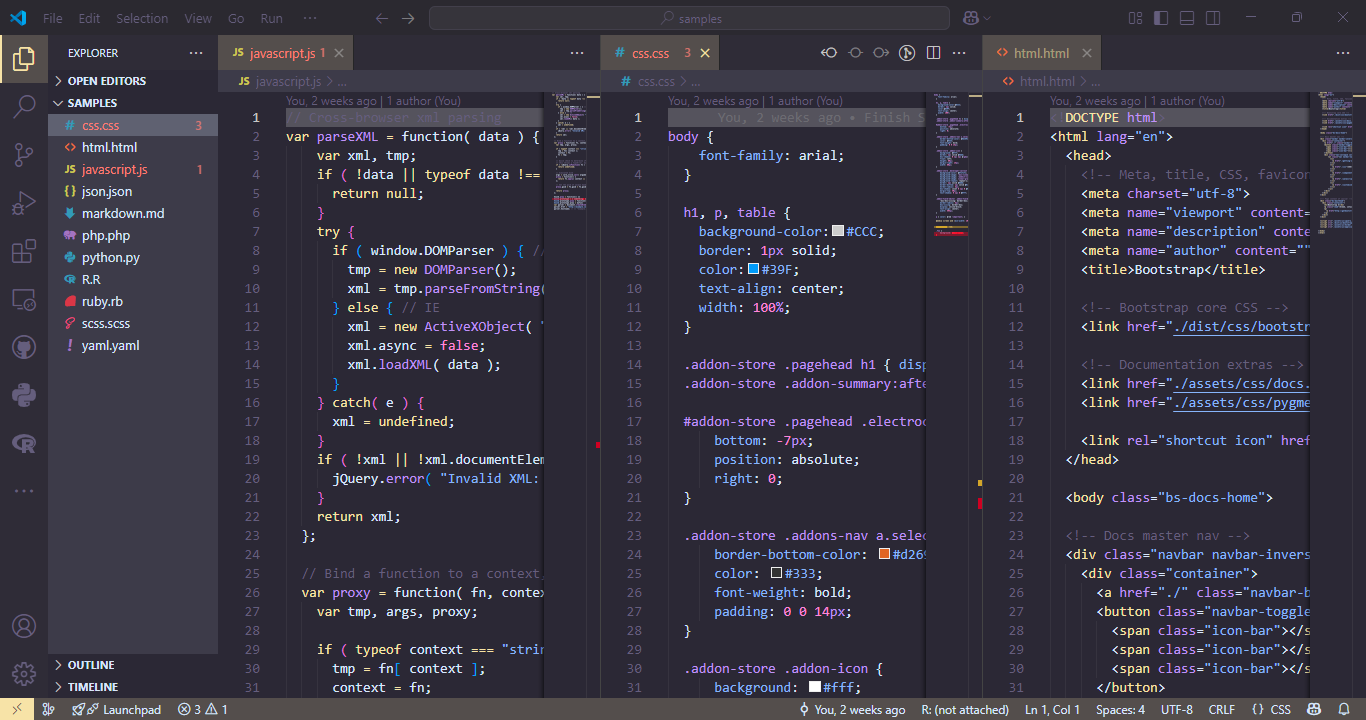 File Edit Selection View Go Run ···
samples
EXPLORER ···
OPEN EDITORS
SAMPLES
# css.css 3
<> html.html
JS javascript.js 1
{} json.json
markdown.md
php.php
python.py
R.R
ruby.rb
scss.scss
! yaml.yaml
OUTLINE
TIMELINE
JS javascript.js 1 ×
JS javascript.js > ...
You, 2 weeks ago | 1 author (You)
1 // Cross-browser xml parsing
2 var parseXML = function( data ) {
3 var xml, tmp;
4 if ( !data || typeof data !==
5 return null;
6 }
7 try {
8 if ( window.DOMParser ) { //
9 tmp = new DOMParser();
10 xml = tmp.parseFromString(
11 } else { // IE
12 xml = new ActiveXObject( "
13 xml.async = false;
14 xml.loadXML( data );
15 }
16 } catch( e ) {
17 xml = undefined;
18 }
19 if ( !xml || !xml.documentElem
20 jQuery.error( "Invalid XML:
21 }
22 return xml;
23 };
24
25 // Bind a function to a context,
26 var proxy = function( fn, contex
27 var tmp, args, proxy;
28
29 if ( typeof context === "strin
30 tmp = fn[ context ];
31 context = fn;
# css.css 3 ×
# css.css > ...
You, 2 weeks ago | 1 author (You)
1 You, 2 weeks ago • Finish S
2 body {
3 font-family: arial;
4 }
5
6 h1, p, table {
7 background-color: #CCC;
8 border: 1px solid;
9 color: #39F;
10 text-align: center;
11 width: 100%;
12 }
13
14 .addon-store .pagehead h1 { disp
15 .addon-store .addon-summary:afte
16
17 #addon-store .pagehead .electroc
18 bottom: -7px;
19 position: absolute;
20 right: 0;
21 }
22
23 .addon-store .addons-nav a.selec
24 border-bottom-color: #d269
25 color: #333;
26 font-weight: bold;
27 padding: 0 0 14px;
28 }
29
30 .addon-store .addon-icon {
31 background: #fff;
<> html.html ×
<> html.html > ...
You, 2 weeks ago | 1 author (You)
1 <!DOCTYPE html>
2 <html lang="en">
3 <head>
4 <!-- Meta, title, CSS, favicon
5 <meta charset="utf-8">
6 <meta name="viewport" content=
7 <meta name="description" conte
8 <meta name="author" content=""
9 <title>Bootstrap</title>
10
11 <!-- Bootstrap core CSS -->
12 <link href="./dist/css/bootstr
13
14 <!-- Documentation extras -->
15 <link href="./assets/css/docs.
16 <link href="./assets/css/pygme
17
18 <link rel="shortcut icon" href
19 </head>
20
21 <body class="bs-docs-home">
22
23 <!-- Docs master nav -->
24 <div class="navbar navbar-invers
25 <div class="container">
26 <a href="./" class="navbar-b
27 <button class="navbar-toggle
28 <span class="icon-bar"></s
29 <span class="icon-bar"></s
30 <span class="icon-bar"></s
31 </button>
Launchpad 3 1 You, 2 weeks ago R: (not attached) Ln 1, Col 1 Spaces: 4 UTF-8 CRLF {} CSS